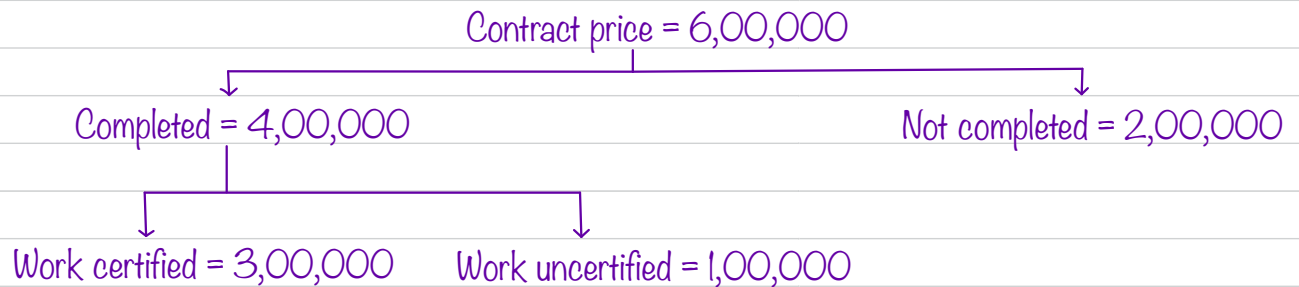 Contract price = 6,00,000
Completed = 4,00,000
Not completed = 2,00,000
Work certified = 3,00,000
Work uncertified = 1,00,000